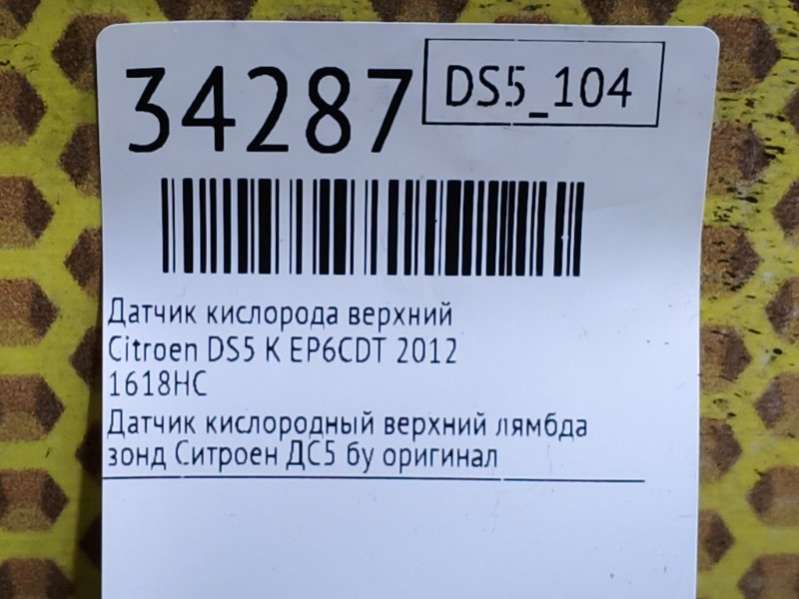 34287
DS5_104
Датчик кислорода верхний
Citroen DS5 K EP6CDT 2012
1618HC
Датчик кислородный верхний лямбда
зонд Ситроен ДС5 бу оригинал